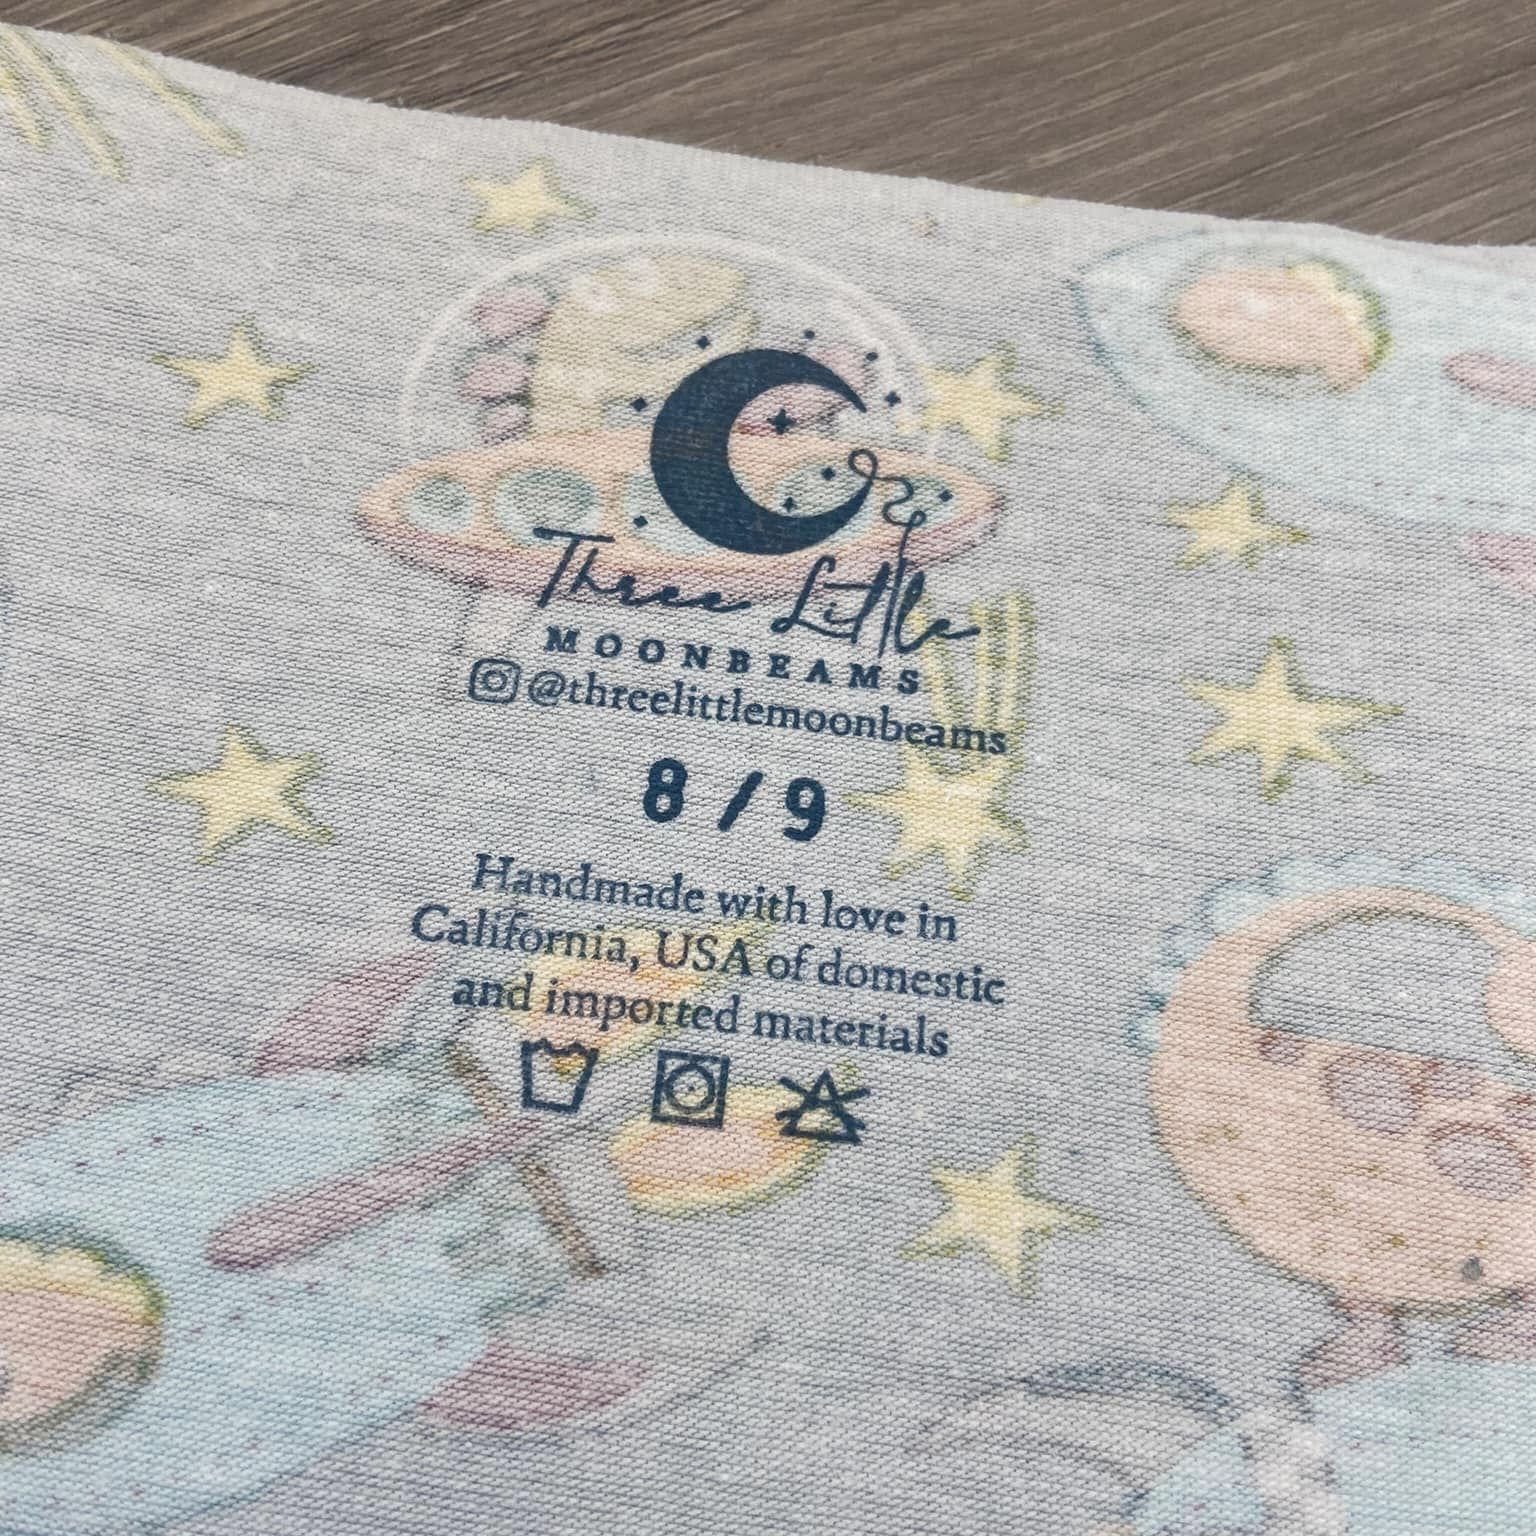 Three Little
MOONBEAMS
@threelittlemoonbeams
8 / 9
Handmade with love in
California, USA of domestic
and imported materials